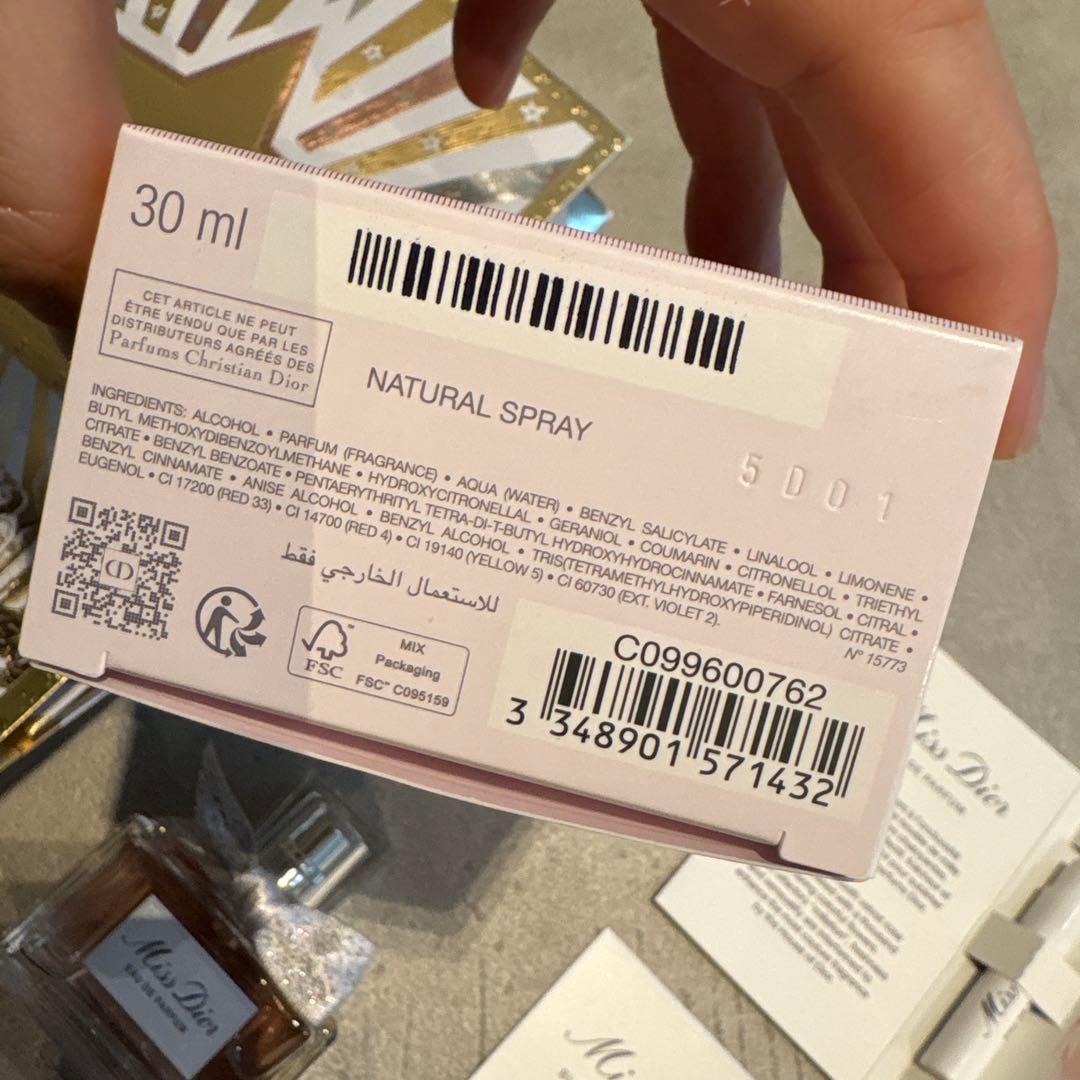 30 ml
CET ARTICLE NE PEUT
ÊTRE VENDU QUE PAR LES
DISTRIBUTEURS AGRÉÉS DES
Parfums Christian Dior
NATURAL SPRAY
5D01
INGREDIENTS: ALCOHOL • PARFUM (FRAGRANCE) • AQUA (WATER) • BENZYL SALICYLATE • LINALOOL • LIMONENE •
BUTYL METHOXYDIBENZOYLMETHANE • HYDROXYCITRONELLAL • GERANIOL • COUMARIN • CITRONELLOL • TRIETHYL
CITRATE • BENZYL BENZOATE • PENTAERYTHRITYL TETRA-DI-T-BUTYL HYDROXYHYDROCINNAMATE • FARNESOL • CITRAL •
BENZYL CINNAMATE • ANISE ALCOHOL • BENZYL ALCOHOL • TRIS(TETRAMETHYLHYDROXYPIPERIDINOL) CITRATE •
EUGENOL • CI 17200 (RED 33) • CI 14700 (RED 4) • CI 19140 (YELLOW 5) • CI 60730 (EXT. VIOLET 2).
N° 15773
للاستعمال الخارجي فقط
FSC
MIX
Packaging
FSC™ C095159
C099600762
3 348901 571432
Miss Dior
EAU DE PARFUM
Miss Dior
EAU DE PARFUM
Miss